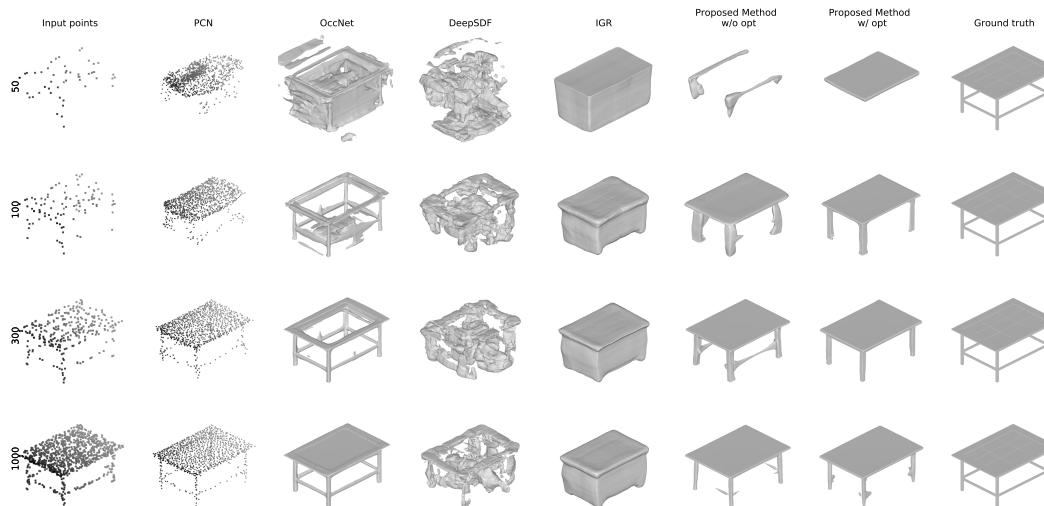 Input points
PCN
OccNet
DeepSDF
IGR
Proposed Method
w/o opt
Proposed Method
w/ opt
Ground truth
50
100
300
1000